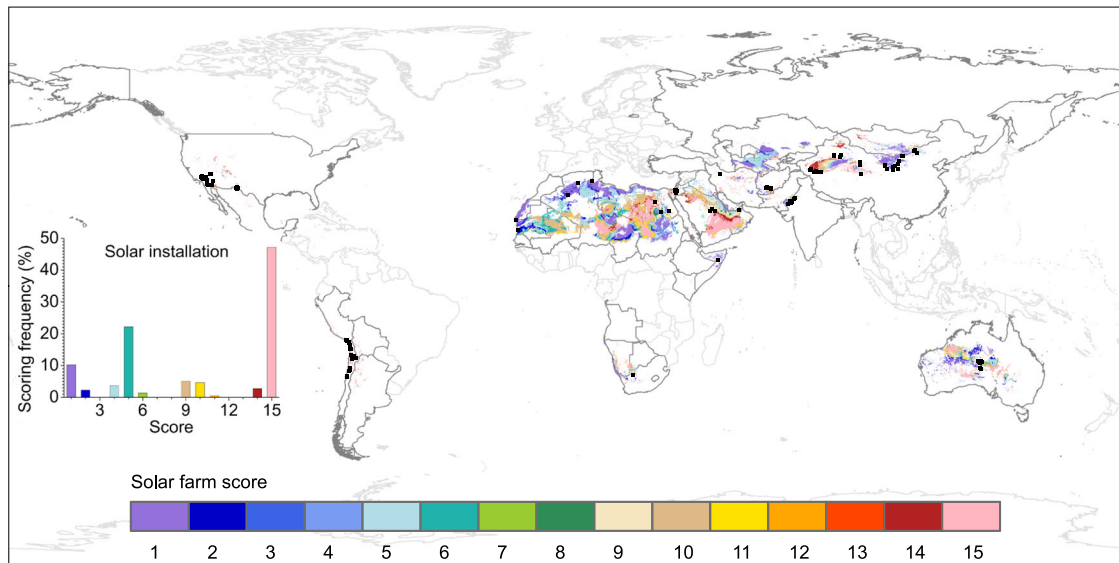 50
Solar installation
40
30
20
10
0
3 6 9 12 15
Score
Scoring frequency (%)
Solar farm score
1 2 3 4 5 6 7 8 9 10 11 12 13 14 15